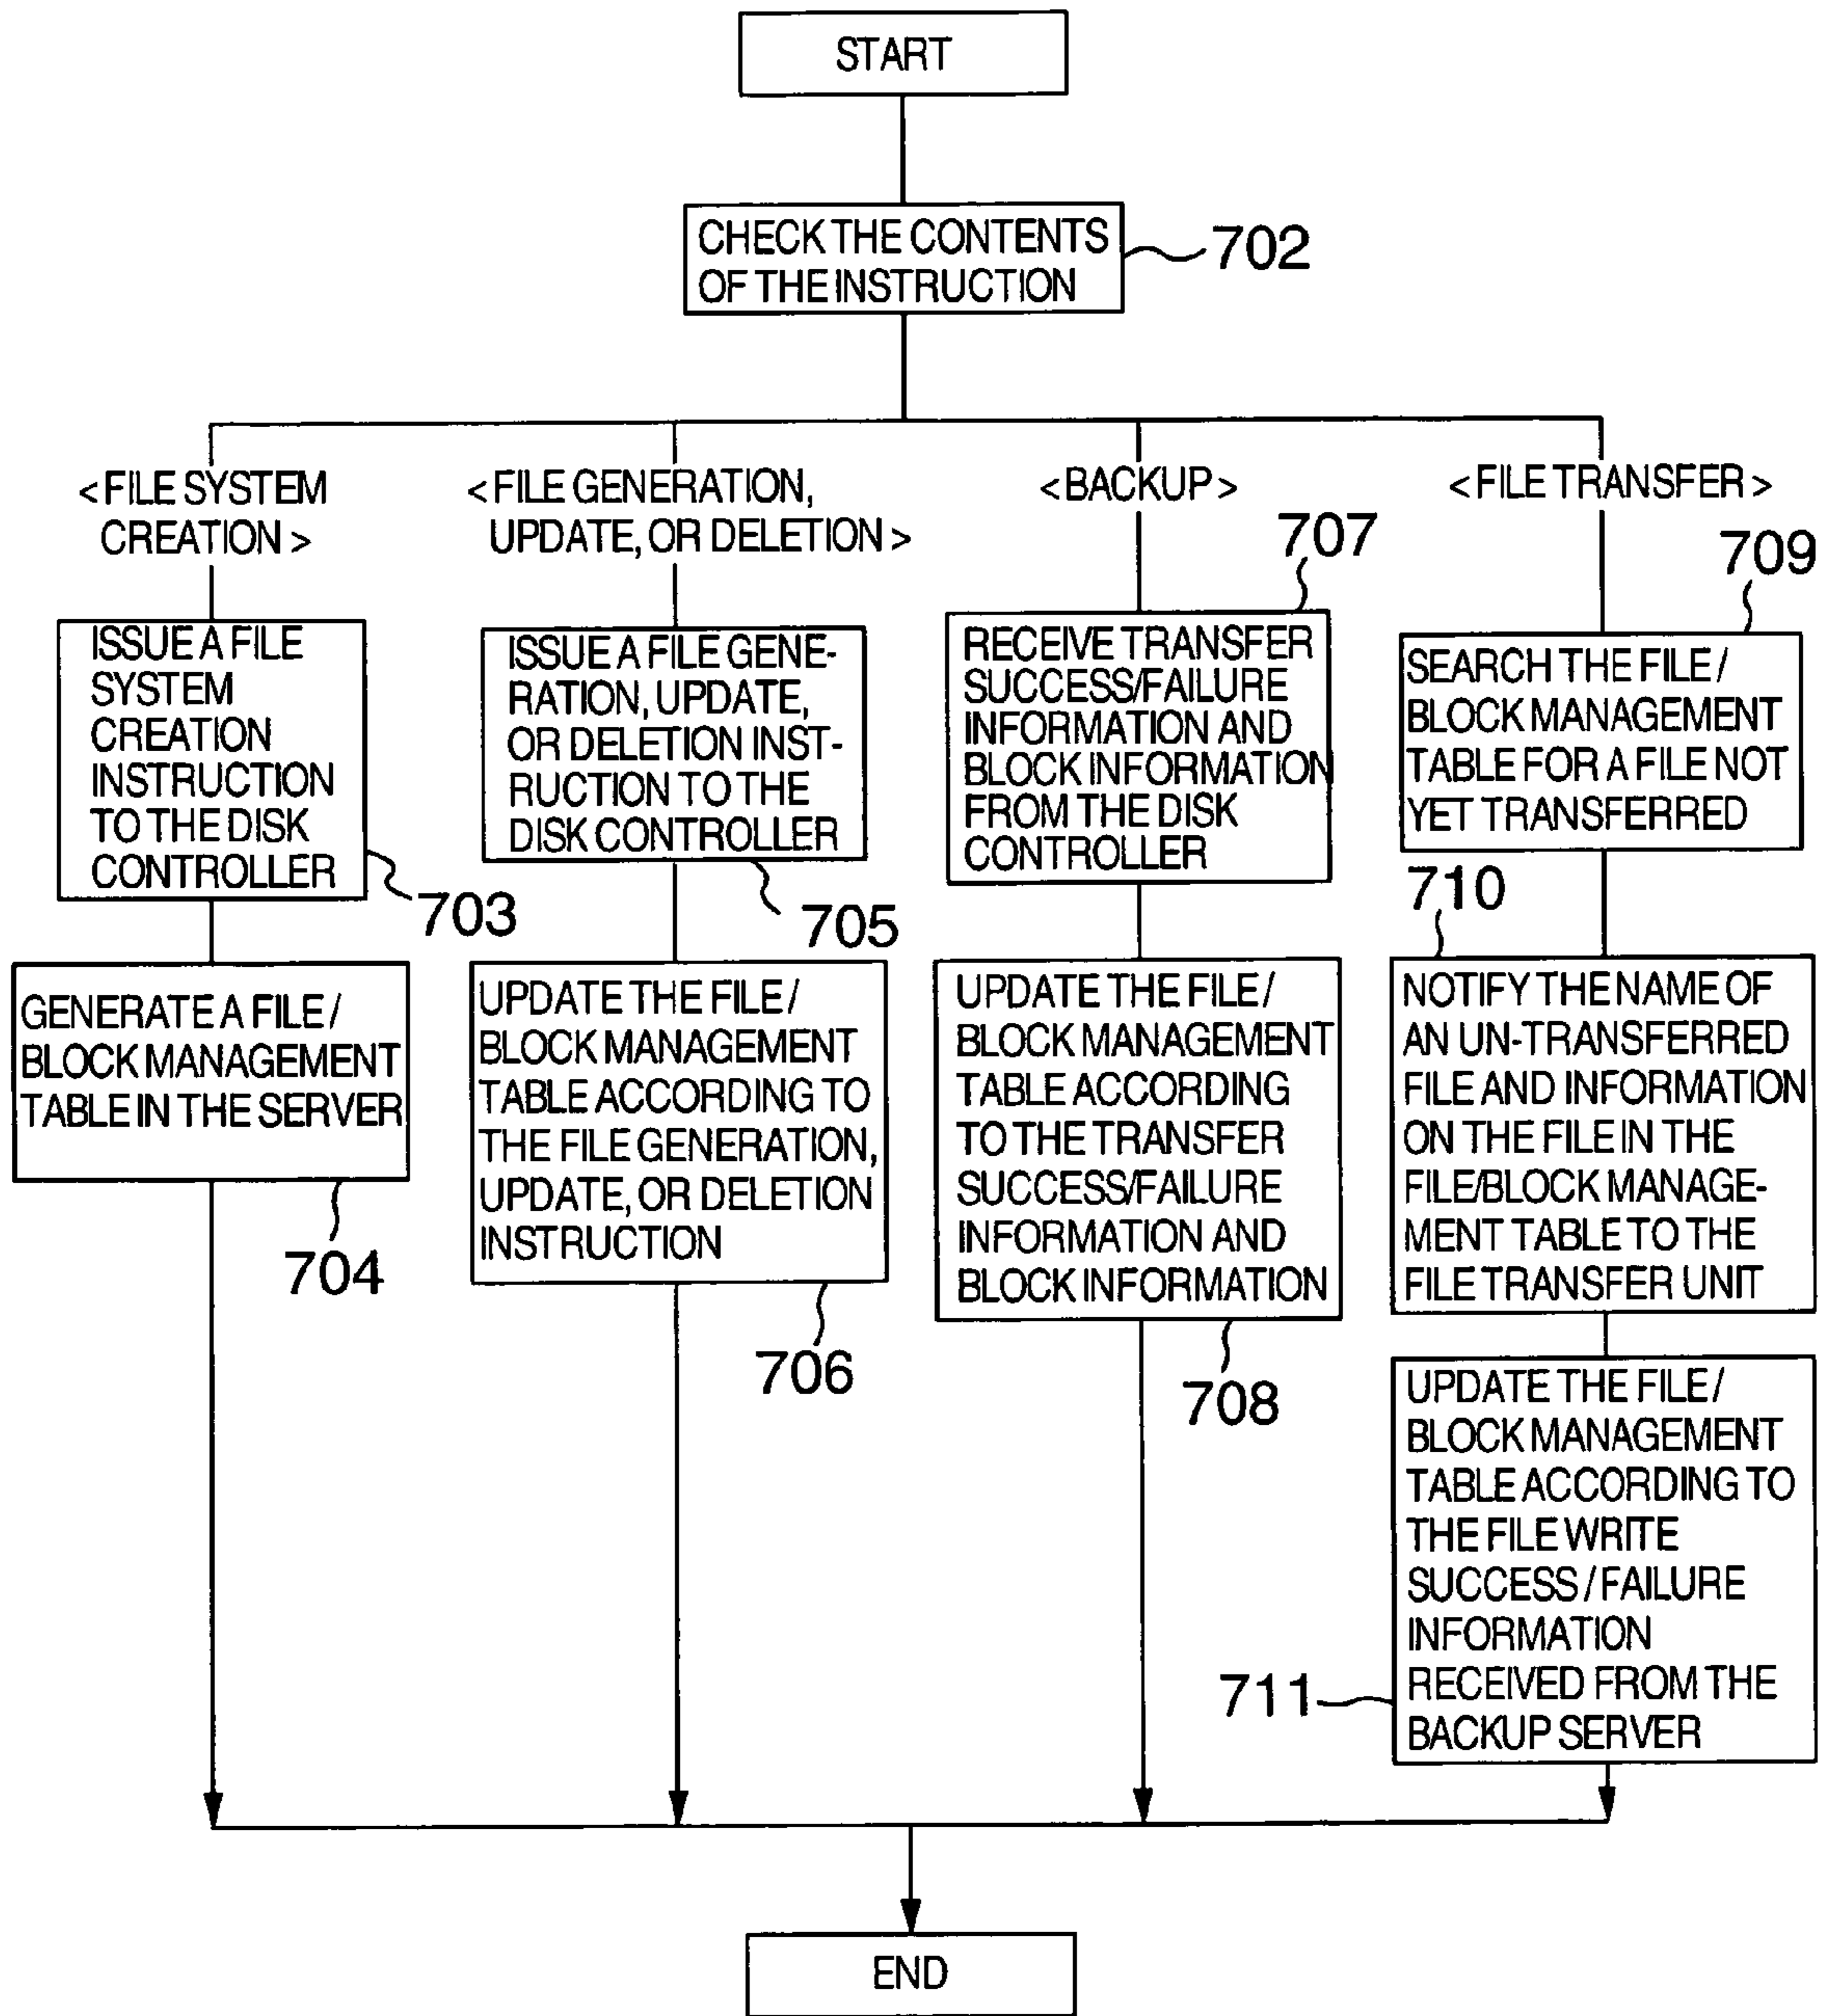 START
CHECK THE CONTENTS
OF THE INSTRUCTION
702
<FILE SYSTEM
CREATION>
ISSUE A FILE
SYSTEM
CREATION
INSTRUCTION
TO THE DISK
CONTROLLER
703
GENERATE A FILE/
BLOCK MANAGEMENT
TABLE IN THE SERVER
704
<FILE GENERATION,
UPDATE, OR DELETION>
ISSUE A FILE GENE-
RATION, UPDATE,
OR DELETION INST-
RUCTION TO THE
DISK CONTROLLER
705
UPDATE THE FILE/
BLOCK MANAGEMENT
TABLE ACCORDING TO
THE FILE GENERATION,
UPDATE, OR DELETION
INSTRUCTION
706
<BACKUP>
707
RECEIVE TRANSFER
SUCCESS/FAILURE
INFORMATION AND
BLOCK INFORMATION
FROM THE DISK
CONTROLLER
UPDATE THE FILE/
BLOCK MANAGEMENT
TABLE ACCORDING
TO THE TRANSFER
SUCCESS/FAILURE
INFORMATION AND
BLOCK INFORMATION
708
<FILE TRANSFER>
709
SEARCH THE FILE/
BLOCK MANAGEMENT
TABLE FOR A FILE NOT
YET TRANSFERRED
710
NOTIFY THE NAME OF
AN UN-TRANSFERRED
FILE AND INFORMATION
ON THE FILE IN THE
FILE/BLOCK MANAGE-
MENT TABLE TO THE
FILE TRANSFER UNIT
UPDATE THE FILE/
BLOCK MANAGEMENT
TABLE ACCORDING TO
THE FILE WRITE
SUCCESS/FAILURE
INFORMATION
RECEIVED FROM THE
BACKUP SERVER
711
END